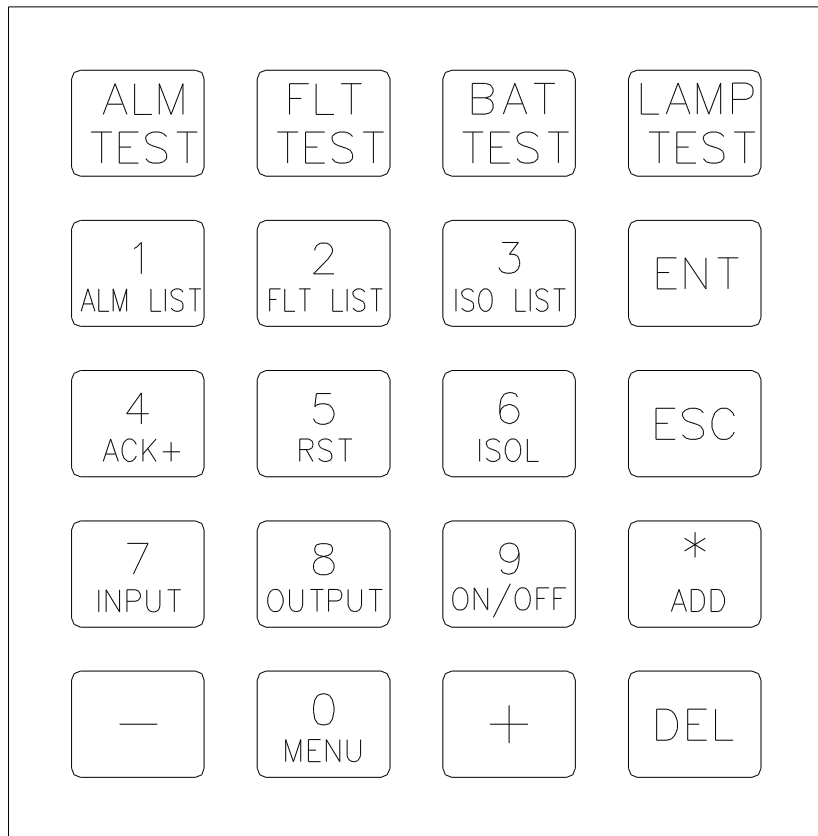 ALM TEST
FLT TEST
BAT TEST
LAMP TEST
1
ALM LIST
2
FLT LIST
3
ISO LIST
ENT
4
ACK+
5
RST
6
ISOL
ESC
7
INPUT
8
OUTPUT
9
ON/OFF
*
ADD
-
0
MENU
+
DEL